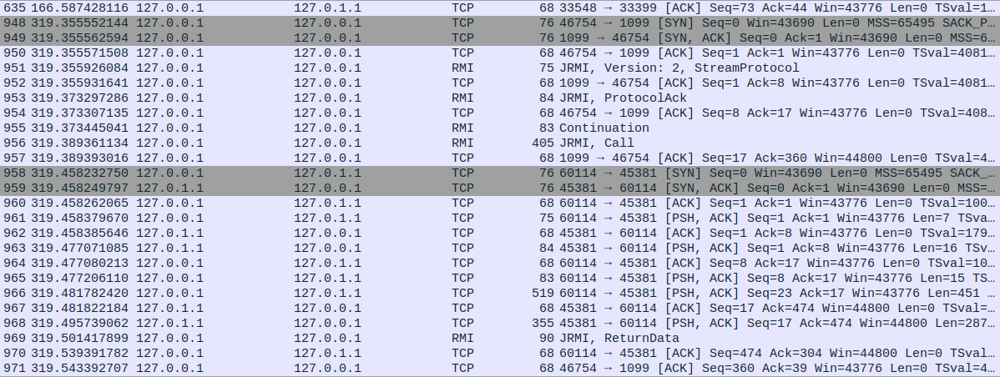 635 166.587428116 127.0.0.1 127.0.1.1 TCP 68 33548 → 33399 [ACK] Seq=73 Ack=44 Win=43776 Len=0 TSval=1…
948 319.355552144 127.0.0.1 127.0.0.1 TCP 76 46754 → 1099 [SYN] Seq=0 Win=43690 Len=0 MSS=65495 SACK_P…
949 319.355562594 127.0.0.1 127.0.0.1 TCP 76 1099 → 46754 [SYN, ACK] Seq=0 Ack=1 Win=43690 Len=0 MSS=6…
950 319.355571508 127.0.0.1 127.0.0.1 TCP 68 46754 → 1099 [ACK] Seq=1 Ack=1 Win=43776 Len=0 TSval=4081…
951 319.355926084 127.0.0.1 127.0.0.1 RMI 75 JRMI, Version: 2, StreamProtocol
952 319.355931641 127.0.0.1 127.0.0.1 TCP 68 1099 → 46754 [ACK] Seq=1 Ack=8 Win=43776 Len=0 TSval=4081…
953 319.373297286 127.0.0.1 127.0.0.1 RMI 84 JRMI, ProtocolAck
954 319.373307135 127.0.0.1 127.0.0.1 TCP 68 46754 → 1099 [ACK] Seq=8 Ack=17 Win=43776 Len=0 TSval=408…
955 319.373445041 127.0.0.1 127.0.0.1 RMI 83 Continuation
956 319.389361134 127.0.0.1 127.0.0.1 RMI 405 JRMI, Call
957 319.389393016 127.0.0.1 127.0.0.1 TCP 68 1099 → 46754 [ACK] Seq=17 Ack=360 Win=44800 Len=0 TSval=4…
958 319.458232750 127.0.0.1 127.0.1.1 TCP 76 60114 → 45381 [SYN] Seq=0 Win=43690 Len=0 MSS=65495 SACK_…
959 319.458249797 127.0.1.1 127.0.0.1 TCP 76 45381 → 60114 [SYN, ACK] Seq=0 Ack=1 Win=43690 Len=0 MSS=…
960 319.458262065 127.0.0.1 127.0.1.1 TCP 68 60114 → 45381 [ACK] Seq=1 Ack=1 Win=43776 Len=0 TSval=100…
961 319.458379670 127.0.0.1 127.0.1.1 TCP 75 60114 → 45381 [PSH, ACK] Seq=1 Ack=1 Win=43776 Len=7 TSva…
962 319.458385646 127.0.1.1 127.0.0.1 TCP 68 45381 → 60114 [ACK] Seq=1 Ack=8 Win=43776 Len=0 TSval=179…
963 319.477071085 127.0.1.1 127.0.0.1 TCP 84 45381 → 60114 [PSH, ACK] Seq=1 Ack=8 Win=43776 Len=16 TSv…
964 319.477080213 127.0.0.1 127.0.1.1 TCP 68 60114 → 45381 [ACK] Seq=8 Ack=17 Win=43776 Len=0 TSval=10…
965 319.477206110 127.0.0.1 127.0.1.1 TCP 83 60114 → 45381 [PSH, ACK] Seq=8 Ack=17 Win=43776 Len=15 TS…
966 319.481782420 127.0.0.1 127.0.1.1 TCP 519 60114 → 45381 [PSH, ACK] Seq=23 Ack=17 Win=43776 Len=451 …
967 319.481822184 127.0.1.1 127.0.0.1 TCP 68 45381 → 60114 [ACK] Seq=17 Ack=474 Win=44800 Len=0 TSval=…
968 319.495739062 127.0.1.1 127.0.0.1 TCP 355 45381 → 60114 [PSH, ACK] Seq=17 Ack=474 Win=44800 Len=287…
969 319.501417899 127.0.0.1 127.0.0.1 RMI 90 JRMI, ReturnData
970 319.539391782 127.0.0.1 127.0.1.1 TCP 68 60114 → 45381 [ACK] Seq=474 Ack=304 Win=44800 Len=0 TSval…
971 319.543392707 127.0.0.1 127.0.0.1 TCP 68 46754 → 1099 [ACK] Seq=360 Ack=39 Win=43776 Len=0 TSval=4…